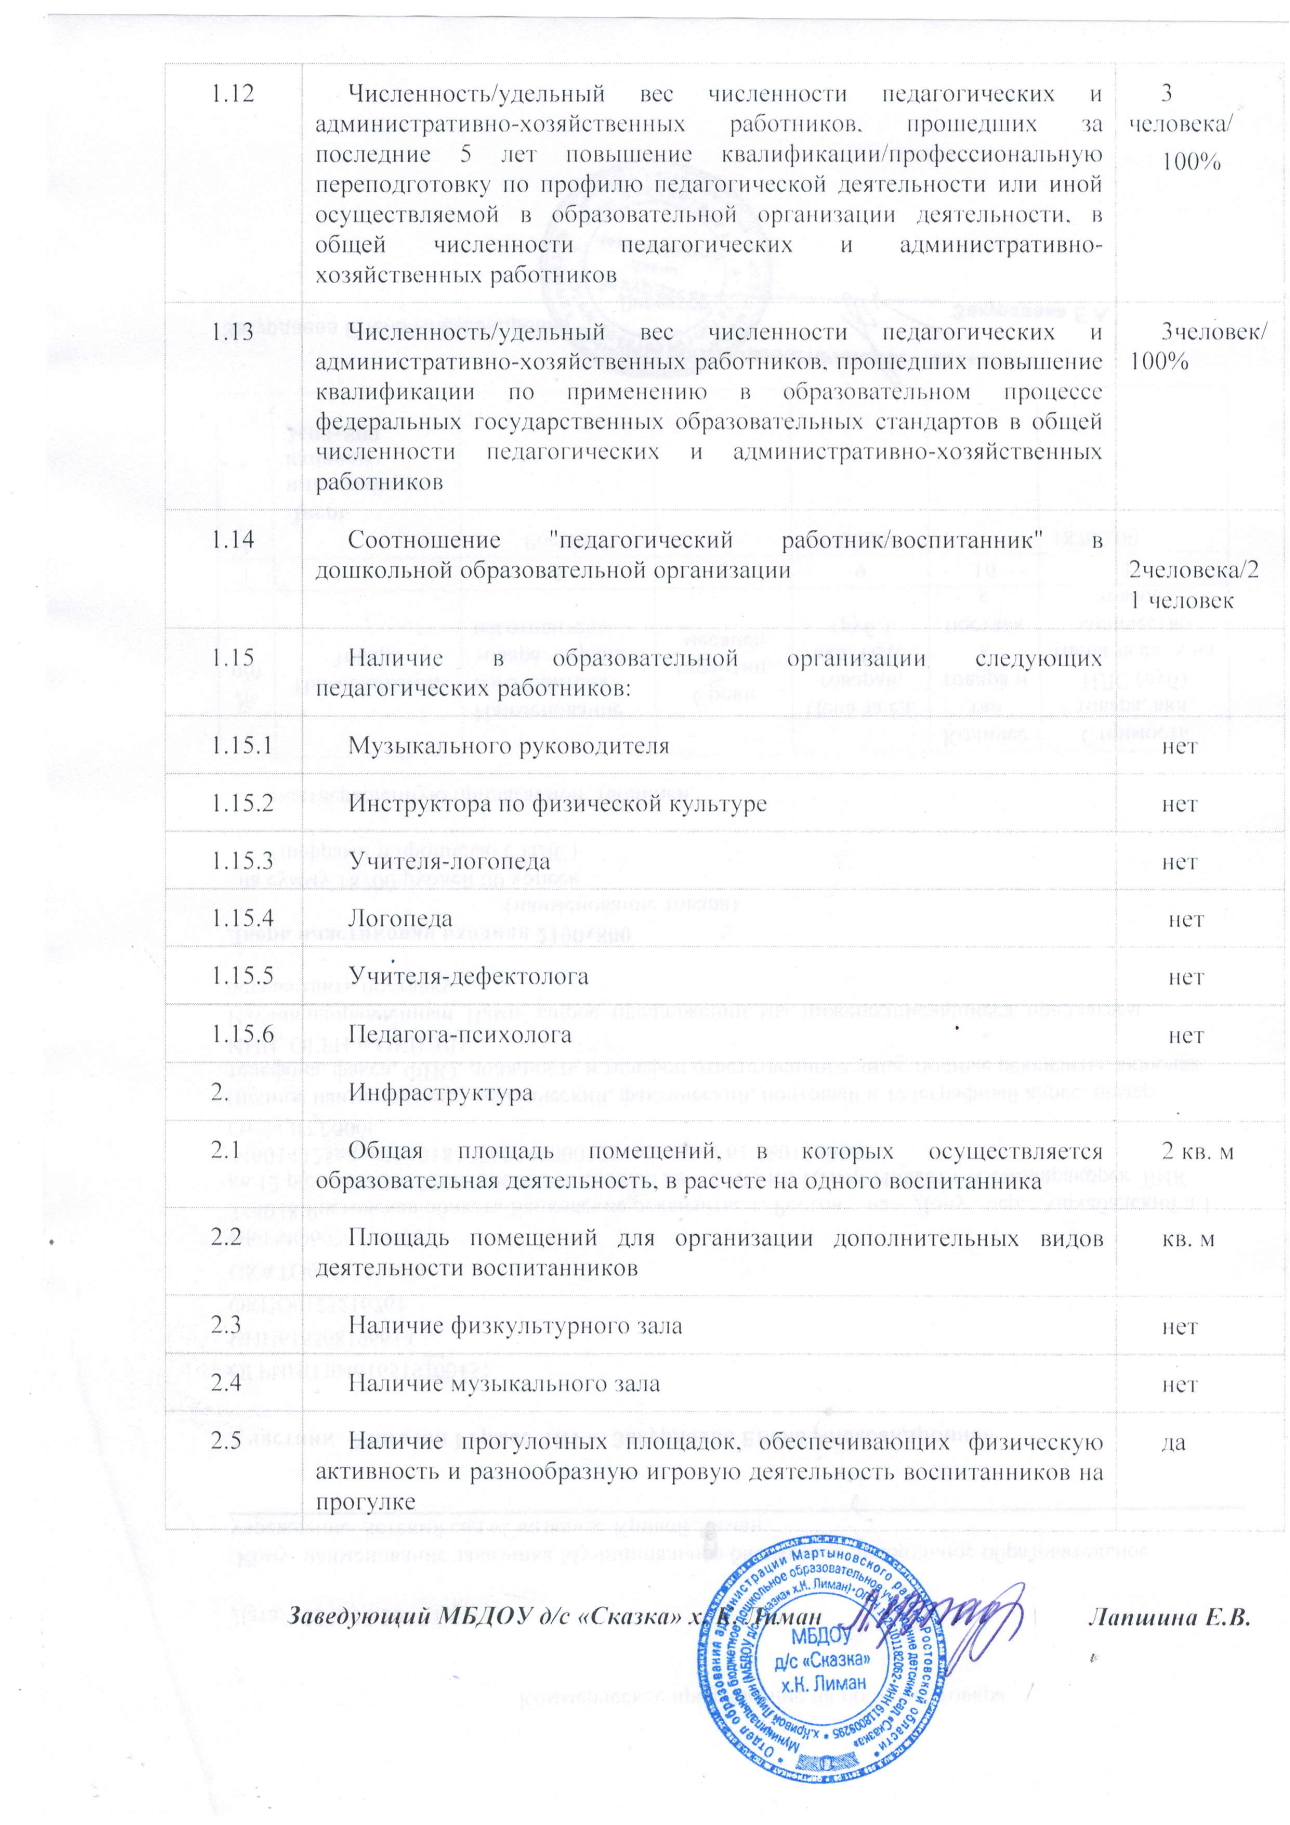 1.12 Численность/удельный вес численности педагогических и 3
административно-хозяйственных работников, прошедших за человека/
последние 5 лет повышение квалификации/профессиональную 100%
переподготовку по профилю педагогической деятельности или иной
осуществляемой в образовательной организации деятельности, в
общей численности педагогических и административно-
хозяйственных работников
1.13 Численность/удельный вес численности педагогических и 3человек/
административно-хозяйственных работников, прошедших повышение 100%
квалификации по применению в образовательном процессе
федеральных государственных образовательных стандартов в общей
численности педагогических и административно-хозяйственных
работников
1.14 Соотношение "педагогический работник/воспитанник" в
дошкольной образовательной организации 2человека/2
1 человек
1.15 Наличие в образовательной организации следующих
педагогических работников:
1.15.1 Музыкального руководителя нет
1.15.2 Инструктора по физической культуре нет
1.15.3 Учителя-логопеда нет
1.15.4 Логопеда нет
1.15.5 Учителя-дефектолога нет
1.15.6 Педагога-психолога нет
2. Инфраструктура
2.1 Общая площадь помещений, в которых осуществляется 2 кв. м
образовательная деятельность, в расчете на одного воспитанника
2.2 Площадь помещений для организации дополнительных видов кв. м
деятельности воспитанников
2.3 Наличие физкультурного зала нет
2.4 Наличие музыкального зала нет
2.5 Наличие прогулочных площадок, обеспечивающих физическую да
активность и разнообразную игровую деятельность воспитанников на
прогулке
Заведующий МБДОУ д/с «Сказка» х. К. Лиман Лапшина Е.В.
МБДОУ
д/с «Сказка»
х.К. Лиман
Отдел образования администрации Мартыновского района Ростовской области